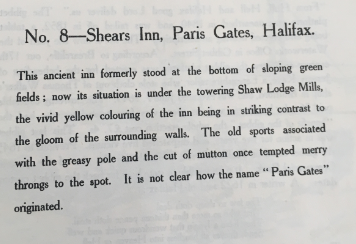 No. 8—Shears Inn, Paris Gates, Halifax.
This ancient inn formerly stood at the bottom of sloping green
fields; now its situation is under the towering Shaw Lodge Mills,
the vivid yellow colouring of the inn being in striking contrast to
the gloom of the surrounding walls. The old sports associated
with the greasy pole and the cut of mutton once tempted merry
throngs to the spot. It is not clear how the name "Paris Gates"
originated.